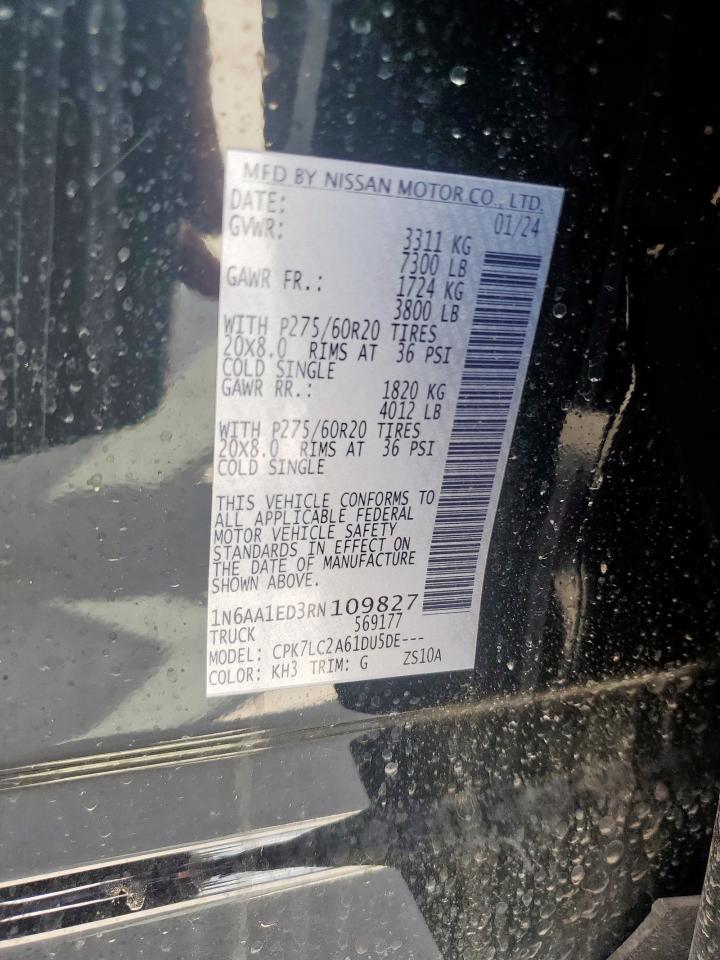 MFD BY NISSAN MOTOR CO., LTD.
DATE: 01/24
GVWR: 3311 KG
7300 LB
GAWR FR.: 1724 KG
3800 LB
WITH P275/60R20 TIRES
20X8.0 RIMS AT 36 PSI
COLD SINGLE
GAWR RR.: 1820 KG
4012 LB
WITH P275/60R20 TIRES
20X8.0 RIMS AT 36 PSI
COLD SINGLE
THIS VEHICLE CONFORMS TO
ALL APPLICABLE FEDERAL
MOTOR VEHICLE SAFETY
STANDARDS IN EFFECT ON
THE DATE OF MANUFACTURE
SHOWN ABOVE.
1N6AA1ED3RN109827
TRUCK 569177
MODEL: CPK7LC2A61DU5DE---
COLOR: KH3 TRIM: G ZS10A